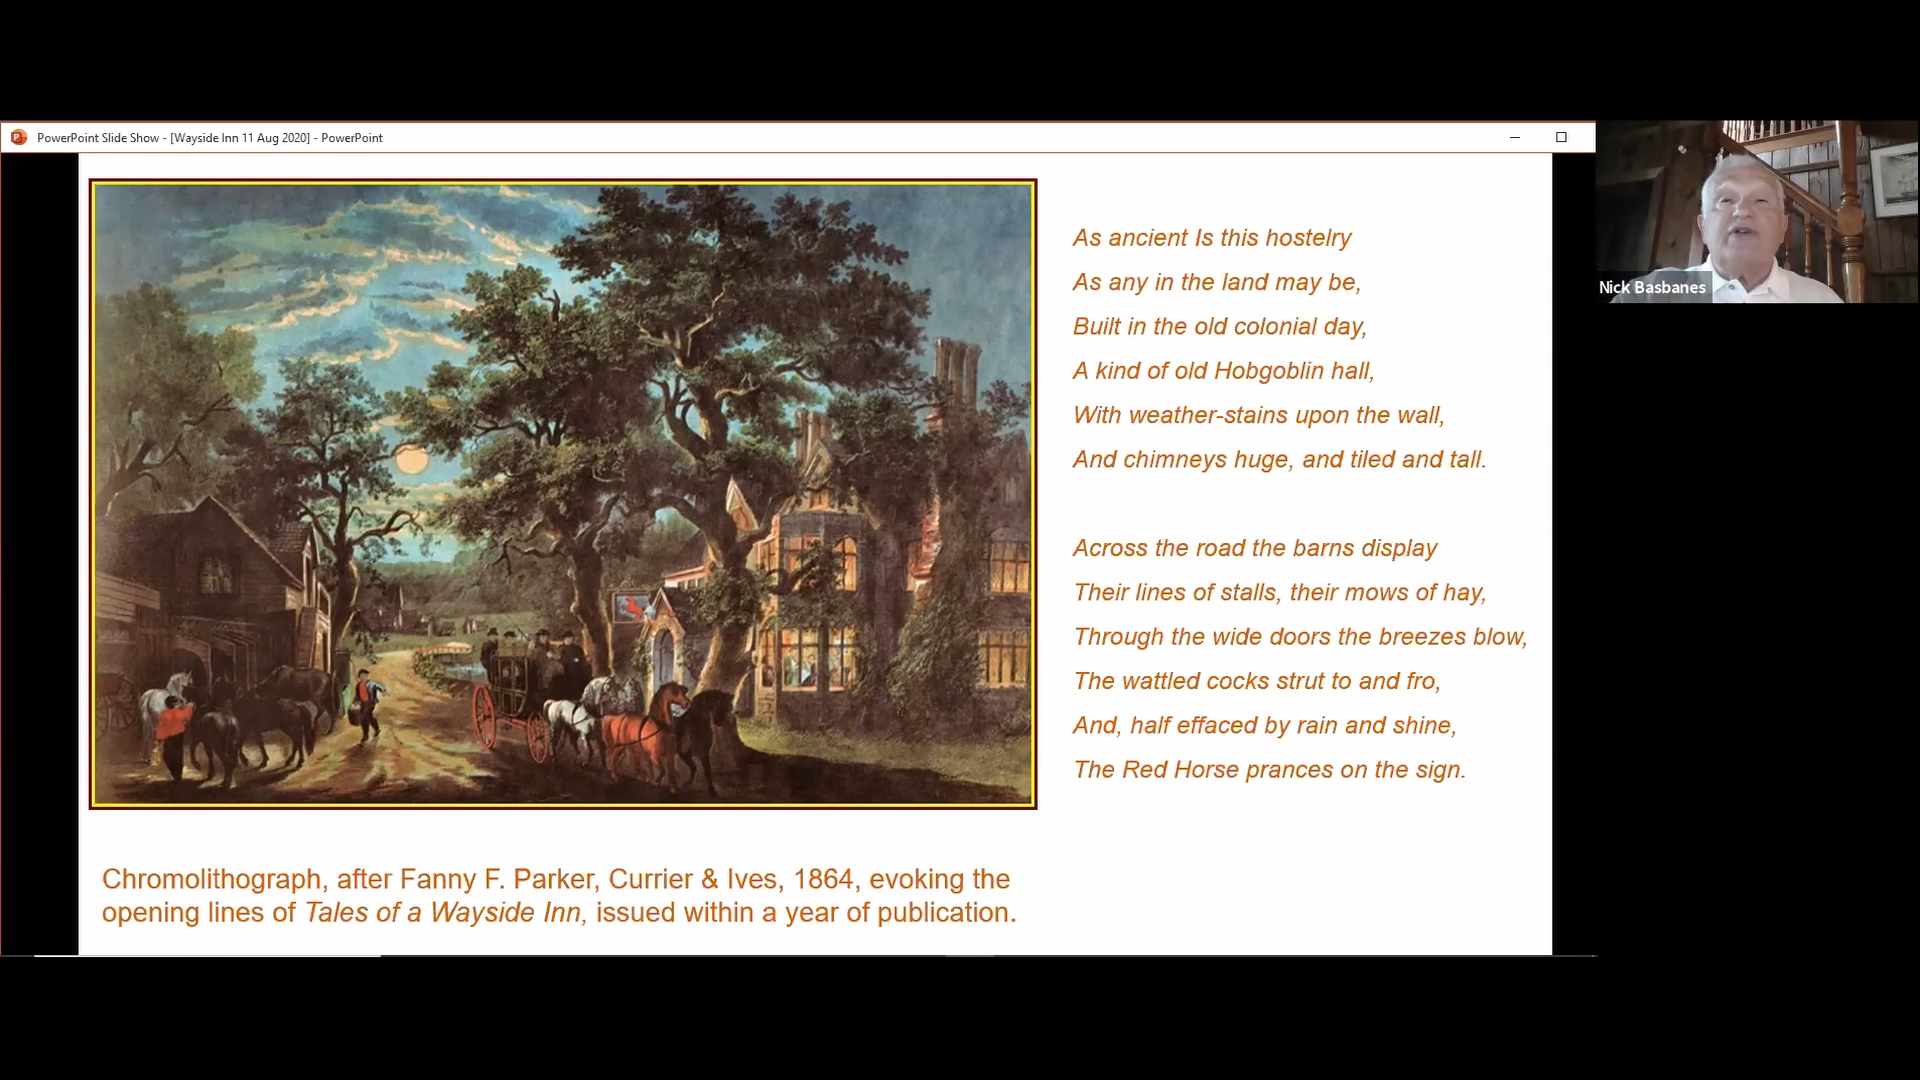 PowerPoint Slide Show - [Wayside Inn 11 Aug 2020] - PowerPoint
As ancient Is this hostelry
As any in the land may be,
Built in the old colonial day,
A kind of old Hobgoblin hall,
With weather-stains upon the wall,
And chimneys huge, and tiled and tall.
Across the road the barns display
Their lines of stalls, their mows of hay,
Through the wide doors the breezes blow,
The wattled cocks strut to and fro,
And, half effaced by rain and shine,
The Red Horse prances on the sign.
Chromolithograph, after Fanny F. Parker, Currier & Ives, 1864, evoking the
opening lines of Tales of a Wayside Inn, issued within a year of publication.
Nick Basbanes